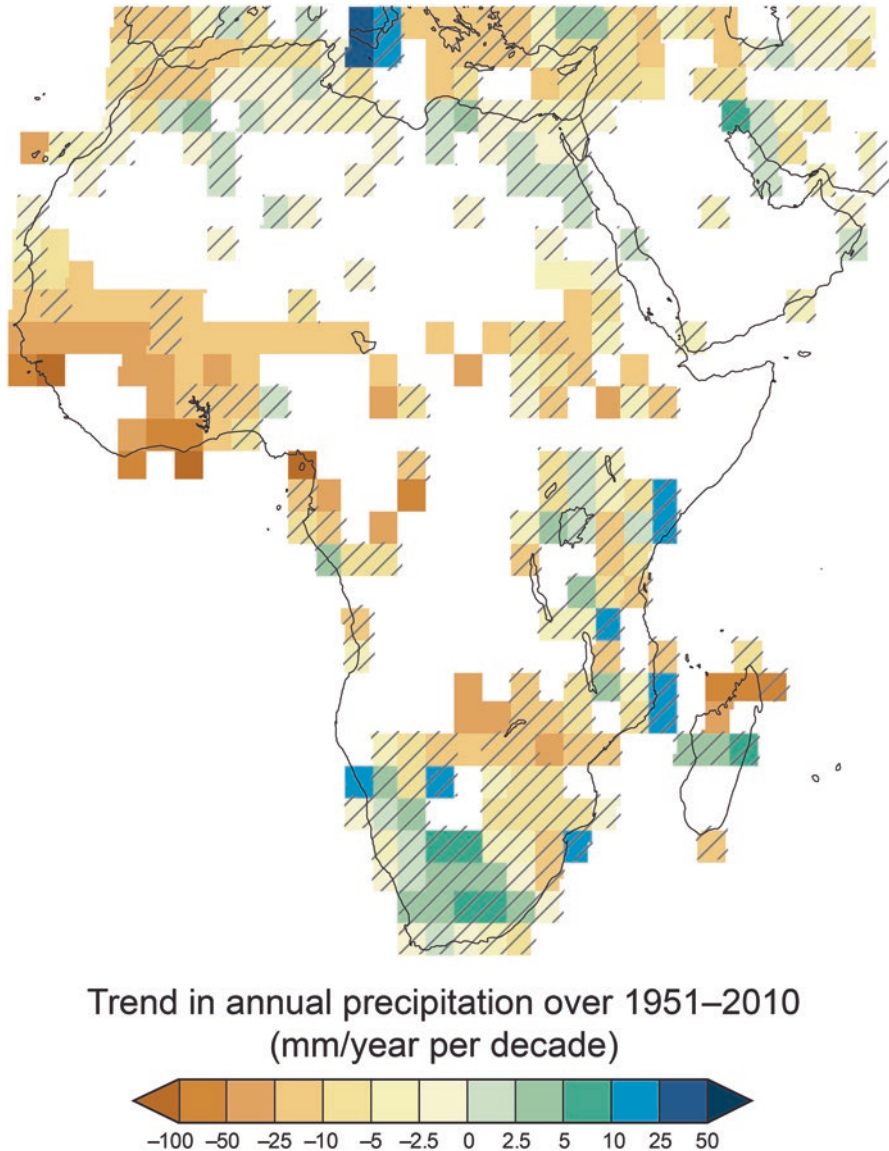 Trend in annual precipitation over 1951–2010
(mm/year per decade)
–100 –50 –25 –10 –5 –2.5 0 2.5 5 10 25 50